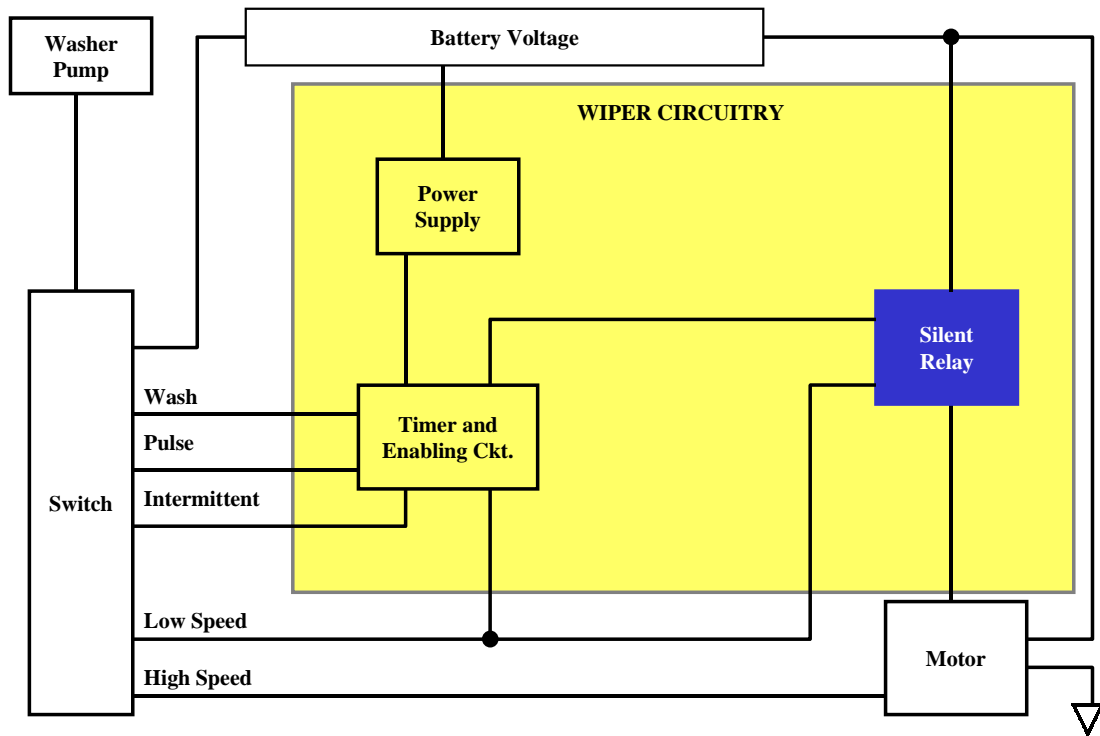 Washer
Pump
Battery Voltage
WIPER CIRCUITRY
Power
Supply
Silent
Relay
Wash
Timer and
Enabling Ckt.
Pulse
Intermittent
Switch
Low Speed
Motor
High Speed